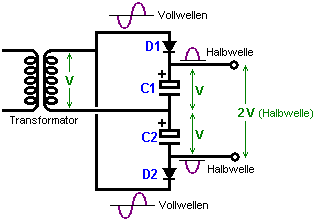 Vollwellen
D1
Halbwelle
+
V
C1
V
Transformator
2V (Halbwelle)
+
C2
V
D2
Halbwelle
Vollwellen